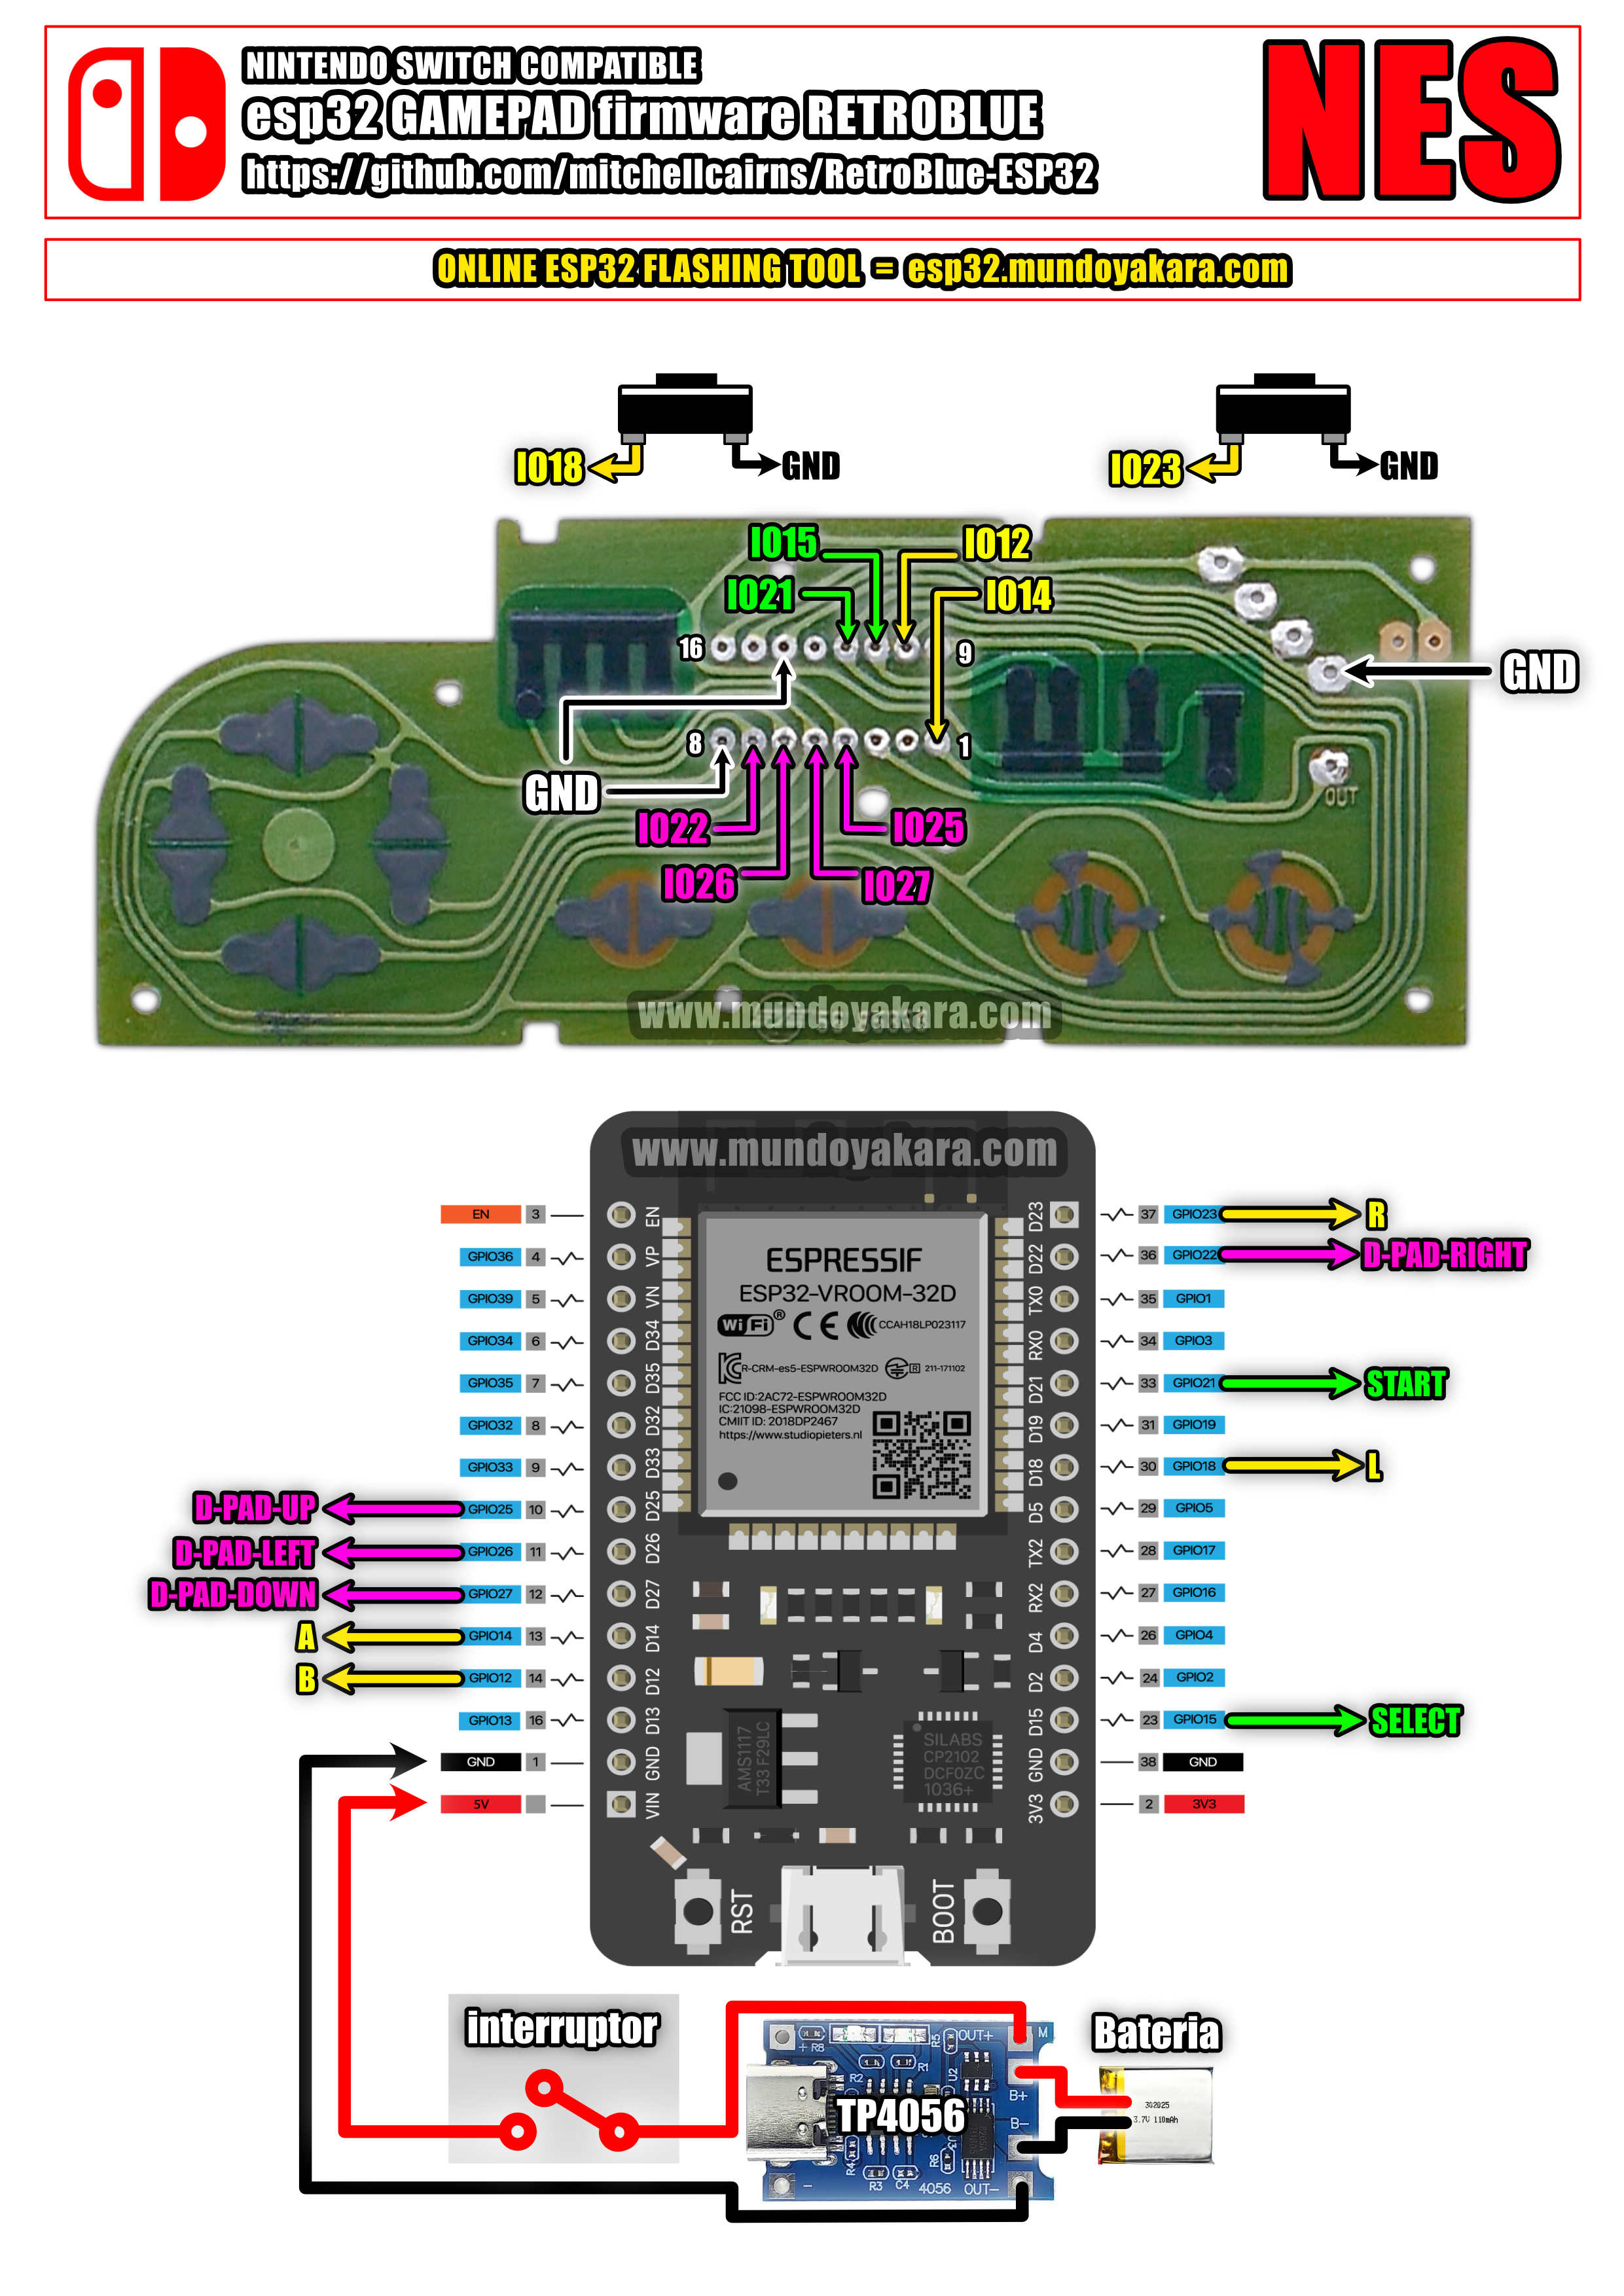 NINTENDO SWITCH COMPATIBLE
esp32 GAMEPAD firmware RETROBLUE
https://github.com/mitchellcairns/RetroBlue-ESP32
NES
ONLINE ESP32 FLASHING TOOL = esp32.mundoyakara.com
IO18
GND
IO23
GND
IO15
IO12
IO21
IO14
16
9
GND
8
1
GND
OUT
IO22
IO25
IO26
IO27
www.mundoyakara.com
www.mundoyakara.com
EN 3 EN
GPIO36 4 VP
GPIO39 5 VN
GPIO34 6 D34
GPIO35 7 D35
GPIO32 8 D32
GPIO33 9 D33
D-PAD-UP GPIO25 10 D25
D-PAD-LEFT GPIO26 11 D26
D-PAD-DOWN GPIO27 12 D27
A GPIO14 13 D14
B GPIO12 14 D12
GPIO13 16 D13
GND 1 GND
5V VIN
ESPRESSIF
ESP32-VROOM-32D
WiFi ® CE CCAH18LP023117
R-CRM-es5-ESPWROOM32D R 211-171102
FCC ID:2AC72-ESPWROOM32D
IC:21098-ESPWROOM32D
CMIIT ID: 2018DP2467
https://www.studiopieters.nl
D23 37 GPIO23 R
D22 36 GPIO22 D-PAD-RIGHT
TX0 35 GPIO1
RX0 34 GPIO3
D21 33 GPIO21 START
D19 31 GPIO19
D18 30 GPIO18 L
D5 29 GPIO5
TX2 28 GPIO17
RX2 27 GPIO16
D4 26 GPIO4
D2 24 GPIO2
D15 23 GPIO15 SELECT
GND 38 GND
3V3 2 3V3
AMS1117
T33 F29LC
SILABS
CP2102
DCF0ZC
1036+
RST
BOOT
interruptor
Bateria
+ R8
R5
OUT+
M
R2
R1
U2
B+
TP4056
B-
R4
R6
R3
C4
-
4056
OUT-
302025
3.7V 110mAh